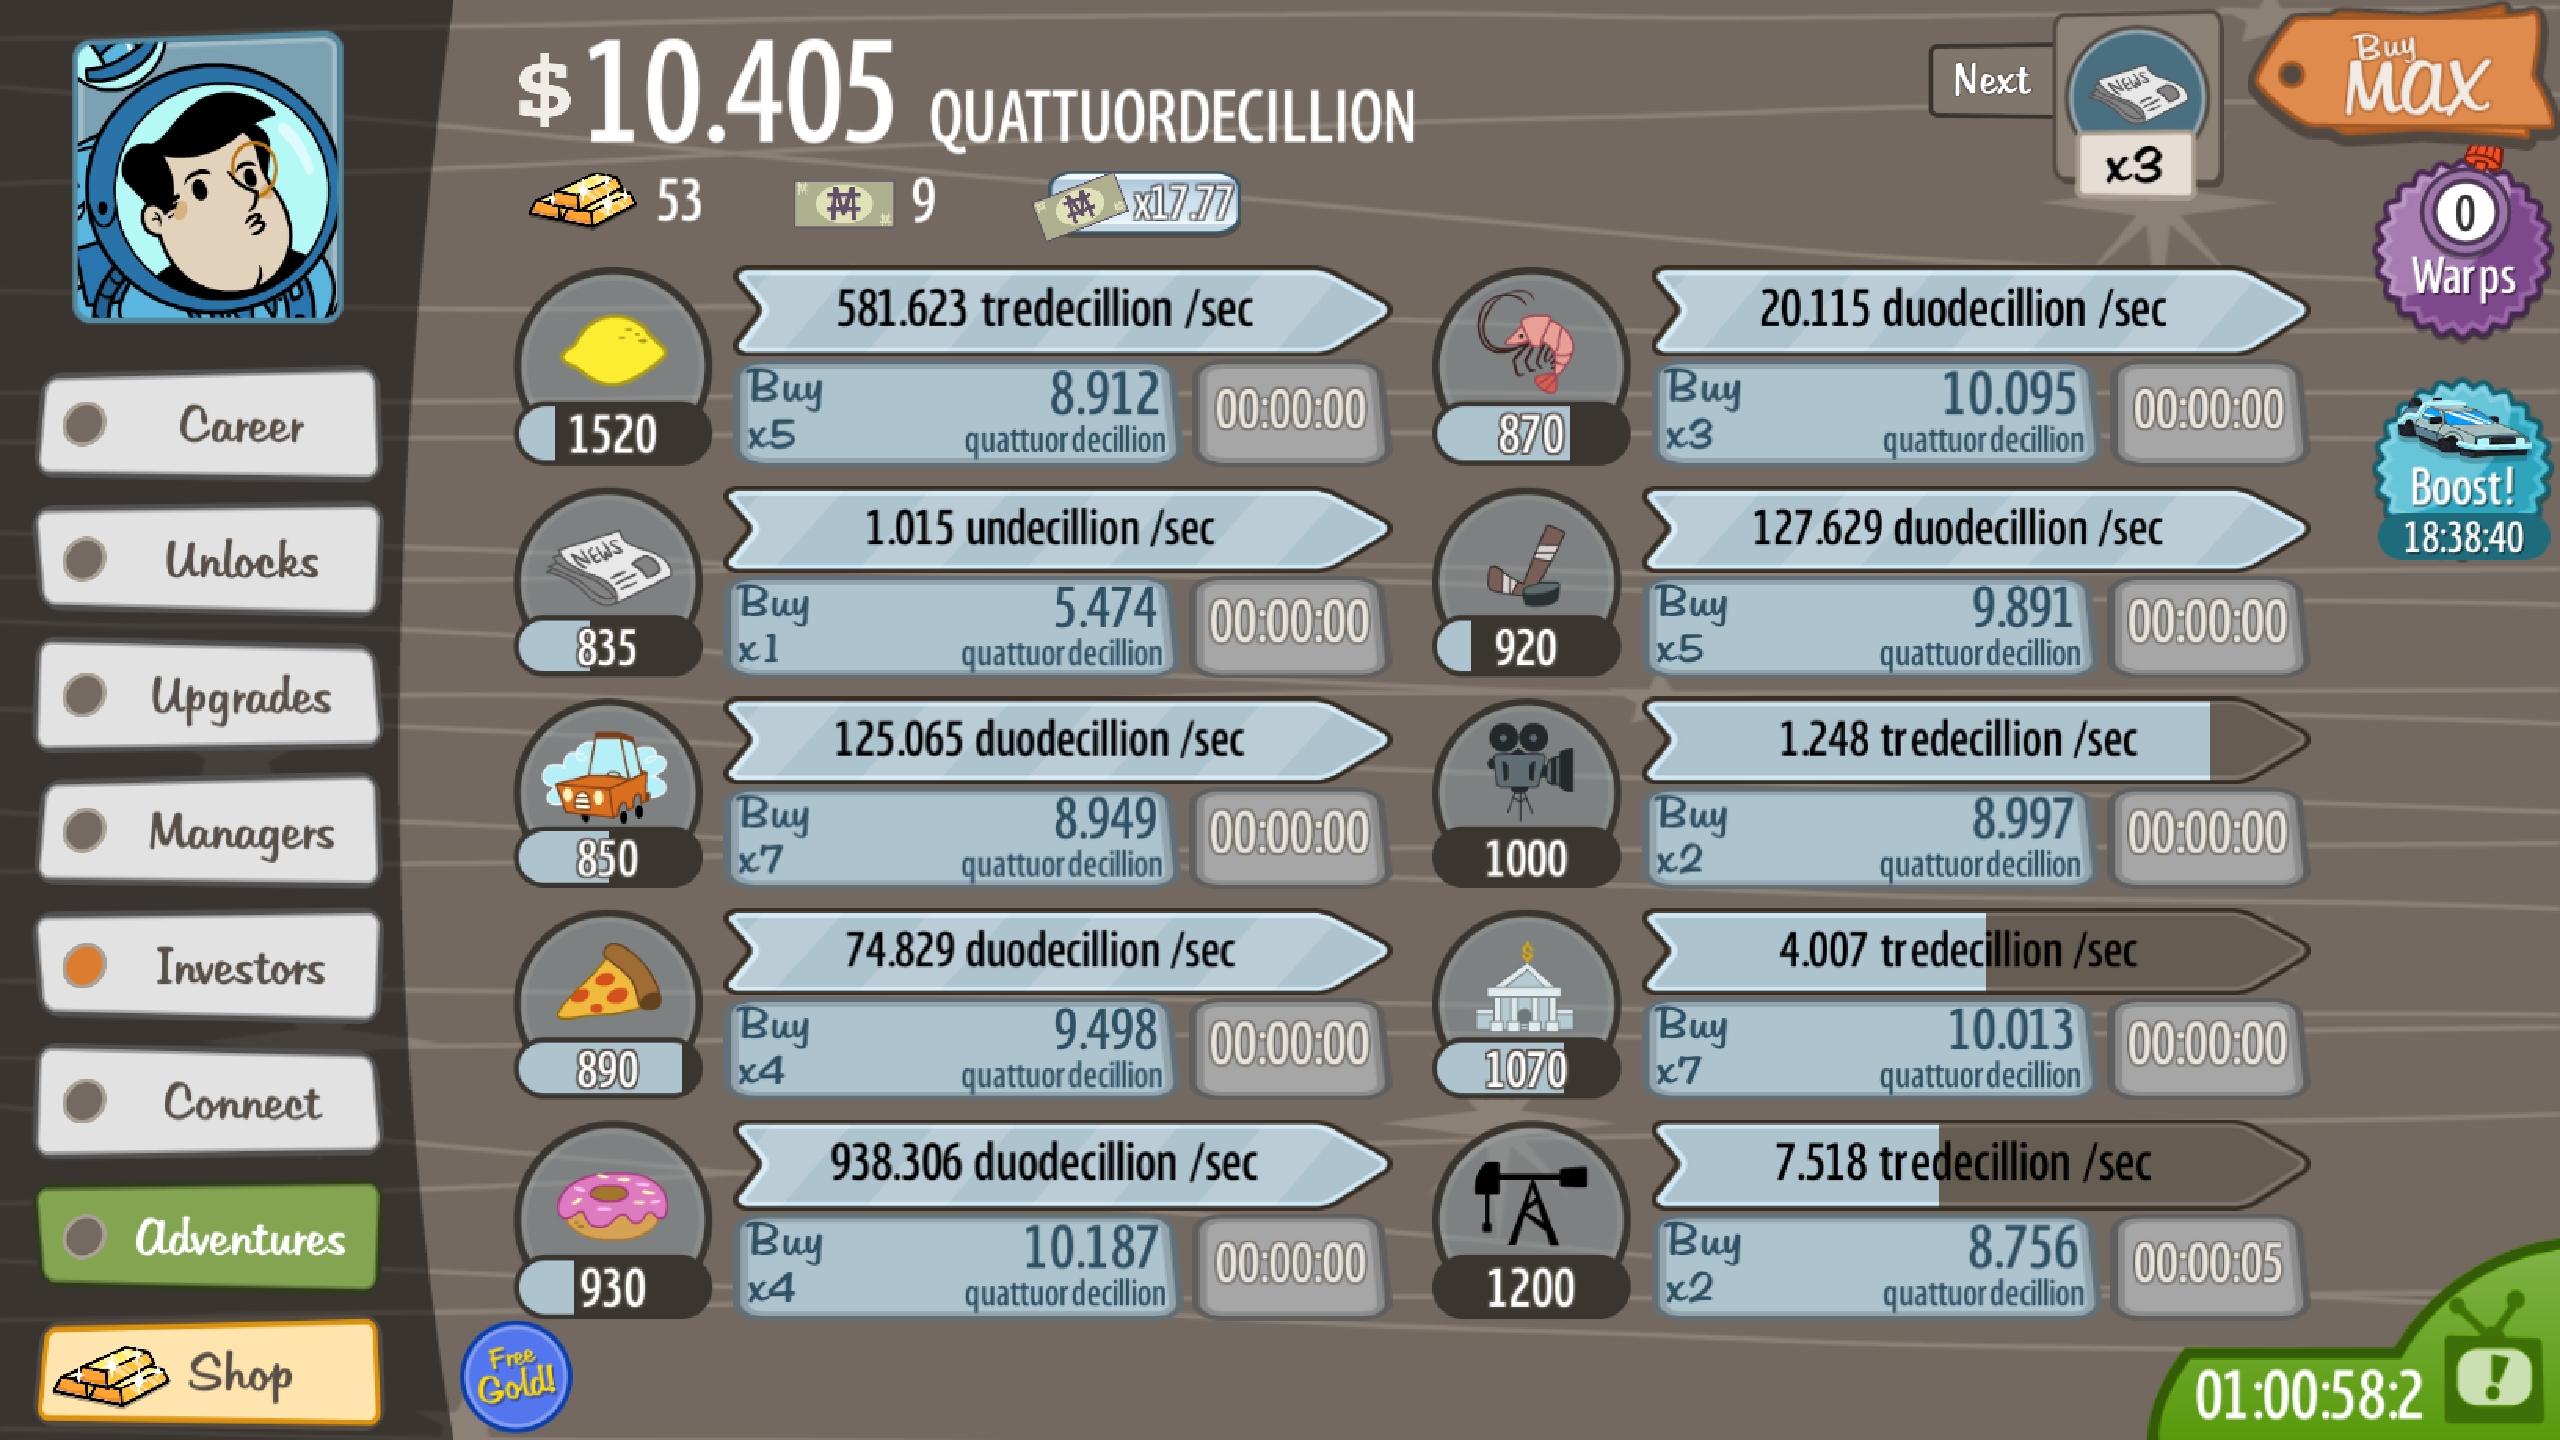 $10.405 QUATTUORDECILLION
53
9
x17.77
Next
NEWS
x3
Buy
MAX
0
Warps
Boost!
18:38:40
Career
Unlocks
Upgrades
Managers
Investors
Connect
Adventures
Shop
581.623 tredecillion /sec
1520
Buy
x5
8.912
quattuordecillion
00:00:00
NEWS
1.015 undecillion /sec
835
Buy
x1
5.474
quattuordecillion
00:00:00
125.065 duodecillion /sec
850
Buy
x7
8.949
quattuordecillion
00:00:00
74.829 duodecillion /sec
890
Buy
x4
9.498
quattuordecillion
00:00:00
938.306 duodecillion /sec
930
Buy
x4
10.187
quattuordecillion
00:00:00
20.115 duodecillion /sec
870
Buy
x3
10.095
quattuordecillion
00:00:00
127.629 duodecillion /sec
920
Buy
x5
9.891
quattuordecillion
00:00:00
1.248 tredecillion /sec
1000
Buy
x2
8.997
quattuordecillion
00:00:00
$
4.007 tredecillion /sec
1070
Buy
x7
10.013
quattuordecillion
00:00:00
7.518 tredecillion /sec
1200
Buy
x2
8.756
quattuordecillion
00:00:05
Free
Gold!
01:00:58:2
!